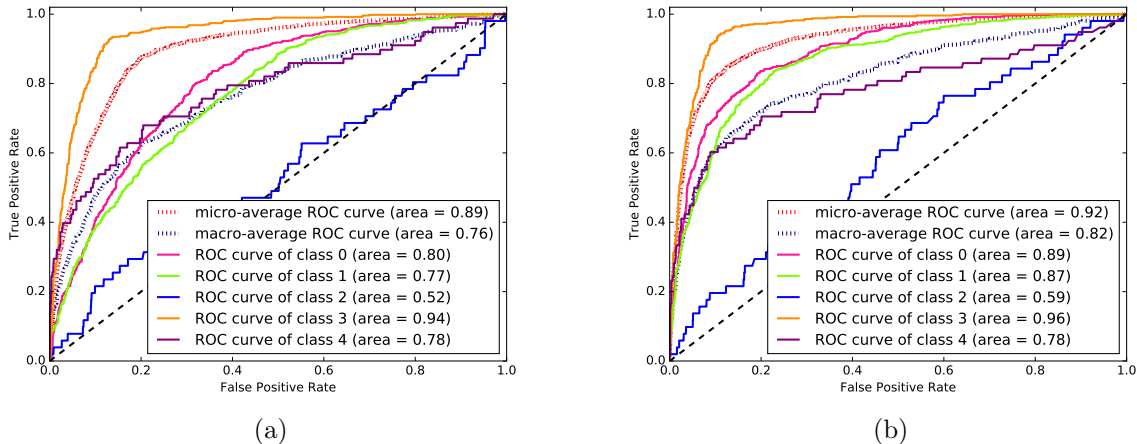 1.0
0.8
0.6
0.4
0.2
0.0
True Positive Rate
micro-average ROC curve (area = 0.89)
macro-average ROC curve (area = 0.76)
ROC curve of class 0 (area = 0.80)
ROC curve of class 1 (area = 0.77)
ROC curve of class 2 (area = 0.52)
ROC curve of class 3 (area = 0.94)
ROC curve of class 4 (area = 0.78)
0.0 0.2 0.4 0.6 0.8 1.0
False Positive Rate
(a)
1.0
0.8
0.6
0.4
0.2
0.0
True Positive Rate
micro-average ROC curve (area = 0.92)
macro-average ROC curve (area = 0.82)
ROC curve of class 0 (area = 0.89)
ROC curve of class 1 (area = 0.87)
ROC curve of class 2 (area = 0.59)
ROC curve of class 3 (area = 0.96)
ROC curve of class 4 (area = 0.78)
0.0 0.2 0.4 0.6 0.8 1.0
False Positive Rate
(b)